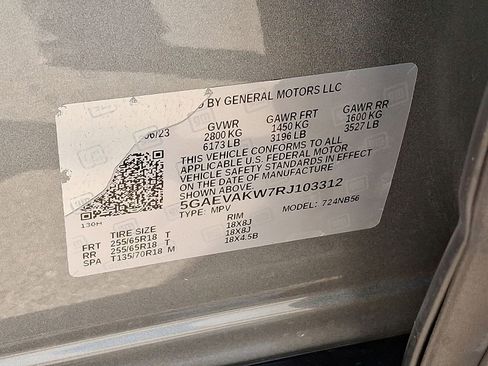 D BY GENERAL MOTORS LLC
06/23 GVWR GAWR FRT GAWR RR
2800 KG 1450 KG 1600 KG
6173 LB 3196 LB 3527 LB
THIS VEHICLE CONFORMS TO ALL
APPLICABLE U.S. FEDERAL MOTOR
VEHICLE SAFETY STANDARDS IN EFFECT
ON THE DATE OF MANUFACTURE
SHOWN ABOVE.
5GAEVAKW7RJ103312
TYPE: MPV MODEL: 724NB56
130H
TIRE SIZE RIM
FRT 255/65R18 T 18X8J
RR 255/65R18 T 18X8J
SPA T135/70R18 M 18X4.5B